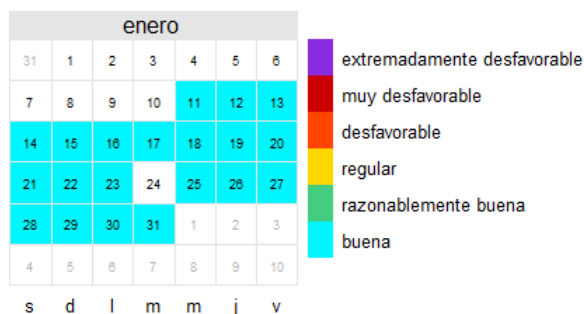 enero
31 1 2 3 4 5 6
7 8 9 10 11 12 13
14 15 16 17 18 19 20
21 22 23 24 25 26 27
28 29 30 31 1 2 3
4 5 6 7 8 9 10
s d l m m j v
extremadamente desfavorable
muy desfavorable
desfavorable
regular
razonablemente buena
buena